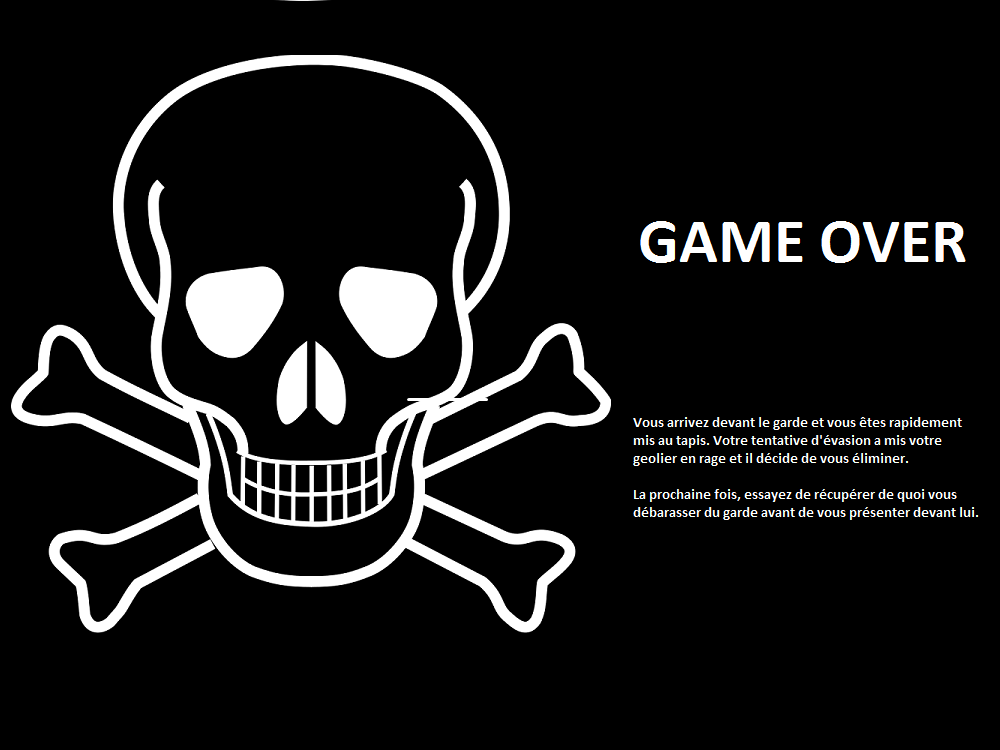 GAME OVER
Vous arrivez devant le garde et vous êtes rapidement
mis au tapis. Votre tentative d'évasion a mis votre
geolier en rage et il décide de vous éliminer.
La prochaine fois, essayez de récupérer de quoi vous
débarasser du garde avant de vous présenter devant lui.